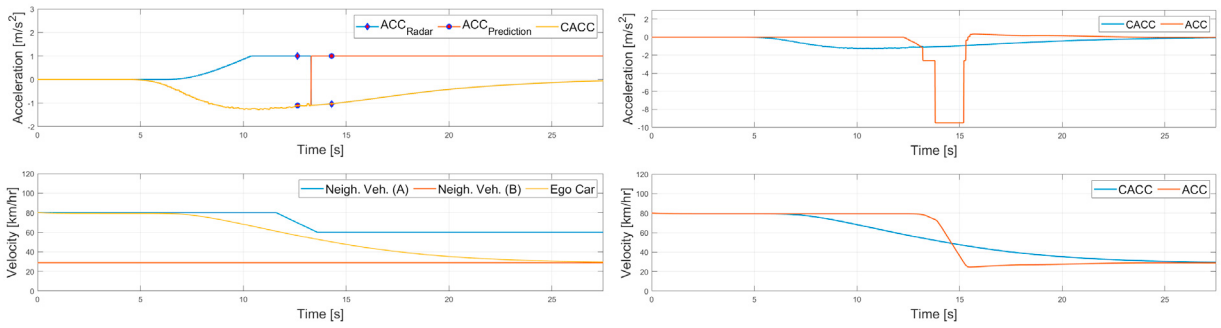 Acceleration [m/s²]
3
2
1
0
-1
-2
ACC_Radar ACC_Prediction CACC
0 5 10 15 20 25
Time [s]
Velocity [km/hr]
120
100
80
60
40
20
0
Neigh. Veh. (A) Neigh. Veh. (B) Ego Car
0 5 10 15 20 25
Time [s]
Acceleration [m/s²]
2
0
-2
-4
-6
-8
-10
CACC ACC
0 5 10 15 20 25
Time [s]
Velocity [km/hr]
120
100
80
60
40
20
0
CACC ACC
0 5 10 15 20 25
Time [s]